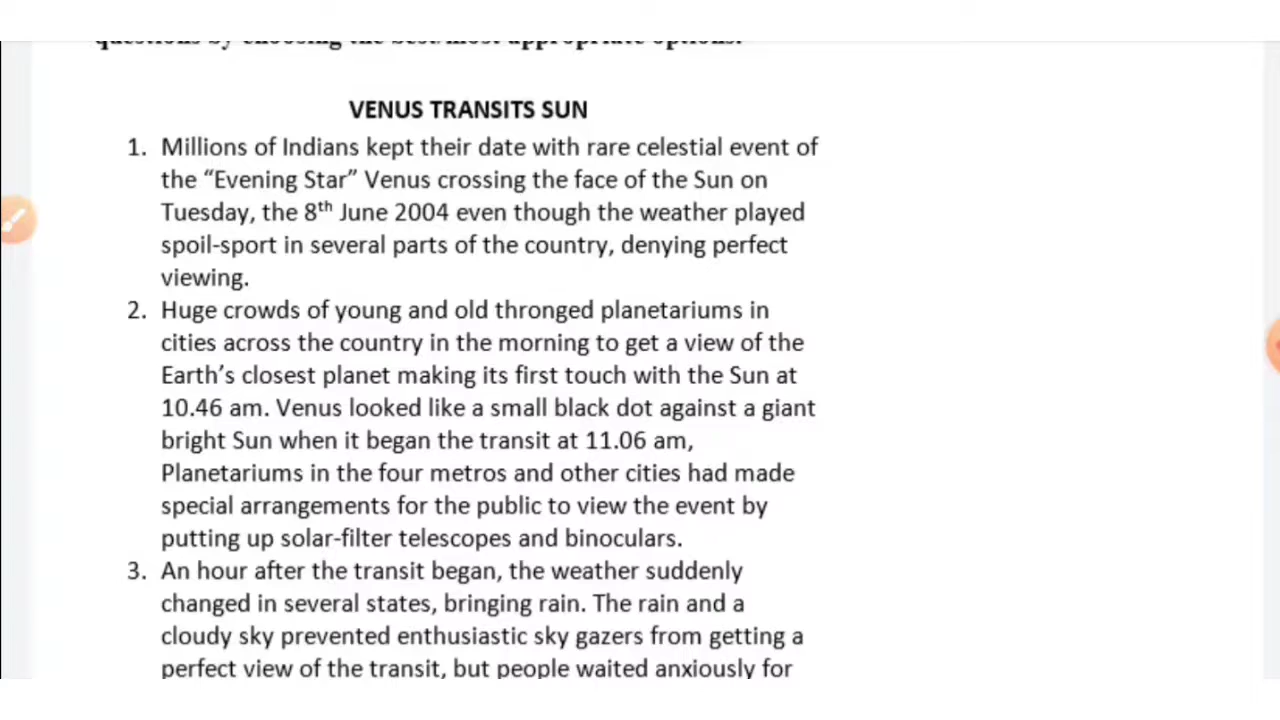 questions by choosing the best/most appropriate options.
VENUS TRANSITS SUN
1. Millions of Indians kept their date with rare celestial event of
the “Evening Star” Venus crossing the face of the Sun on
Tuesday, the 8th June 2004 even though the weather played
spoil-sport in several parts of the country, denying perfect
viewing.
2. Huge crowds of young and old thronged planetariums in
cities across the country in the morning to get a view of the
Earth’s closest planet making its first touch with the Sun at
10.46 am. Venus looked like a small black dot against a giant
bright Sun when it began the transit at 11.06 am,
Planetariums in the four metros and other cities had made
special arrangements for the public to view the event by
putting up solar-filter telescopes and binoculars.
3. An hour after the transit began, the weather suddenly
changed in several states, bringing rain. The rain and a
cloudy sky prevented enthusiastic sky gazers from getting a
perfect view of the transit, but people waited anxiously for